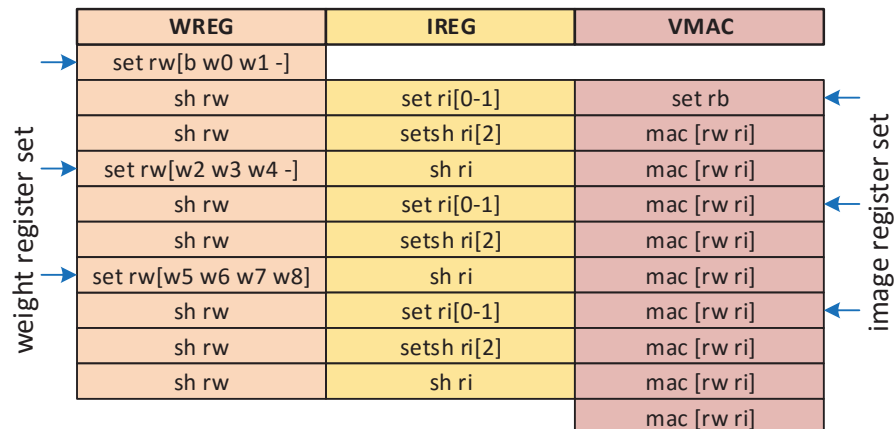 WREG IREG VMAC
set rw[b w0 w1 -]
sh rw set ri[0-1] set rb
sh rw setsh ri[2] mac [rw ri]
set rw[w2 w3 w4 -] sh ri mac [rw ri]
sh rw set ri[0-1] mac [rw ri]
sh rw setsh ri[2] mac [rw ri]
set rw[w5 w6 w7 w8] sh ri mac [rw ri]
sh rw set ri[0-1] mac [rw ri]
sh rw setsh ri[2] mac [rw ri]
sh rw sh ri mac [rw ri]
mac [rw ri]
weight register set
image register set